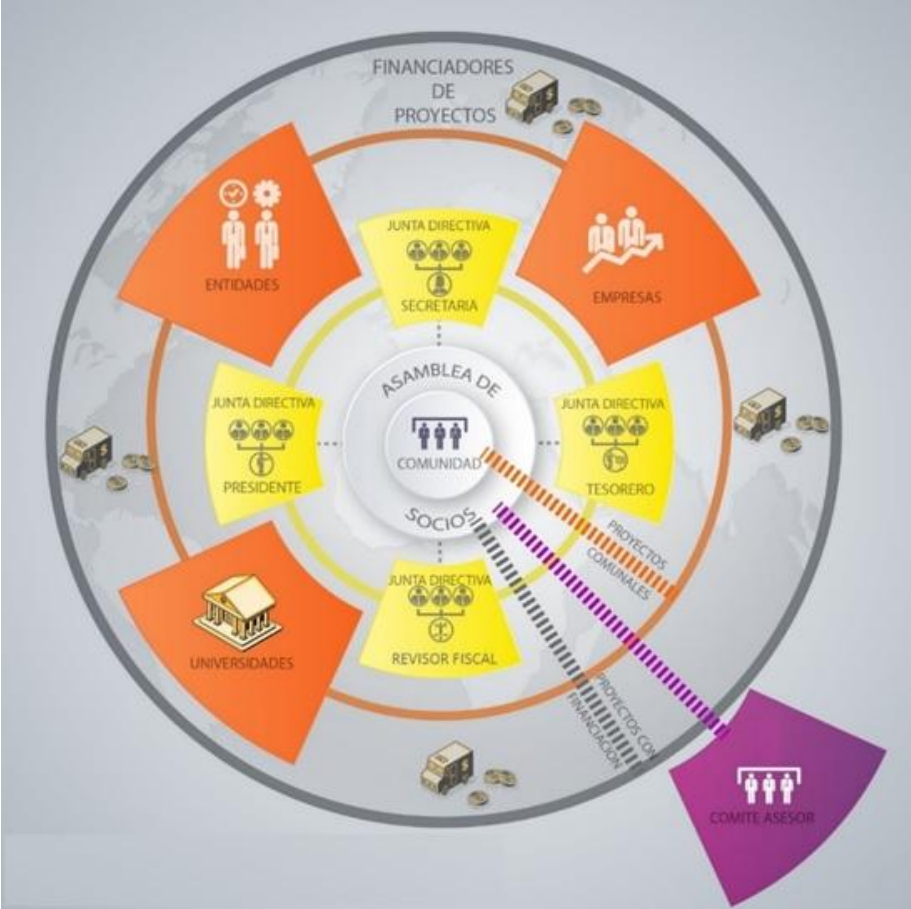 FINANCIADORES
DE
PROYECTOS
ENTIDADES
JUNTA DIRECTIVA
SECRETARIA
EMPRESAS
JUNTA DIRECTIVA
PRESIDENTE
ASAMBLEA DE
COMUNIDAD
SOCIOS
JUNTA DIRECTIVA
TESORERO
PROYECTOS
COMUNALES
UNIVERSIDADES
JUNTA DIRECTIVA
REVISOR FISCAL
PROYECTOS CON
FINANCIACION
COMITE ASESOR